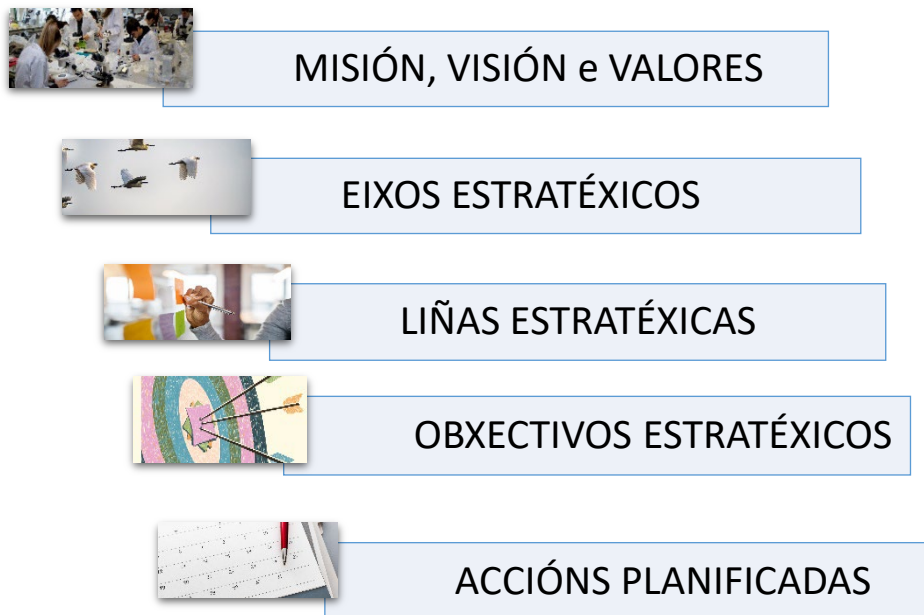 MISIÓN, VISIÓN e VALORES
EIXOS ESTRATÉXICOS
LIÑAS ESTRATÉXICAS
OBXECTIVOS ESTRATÉXICOS
ACCIÓNS PLANIFICADAS